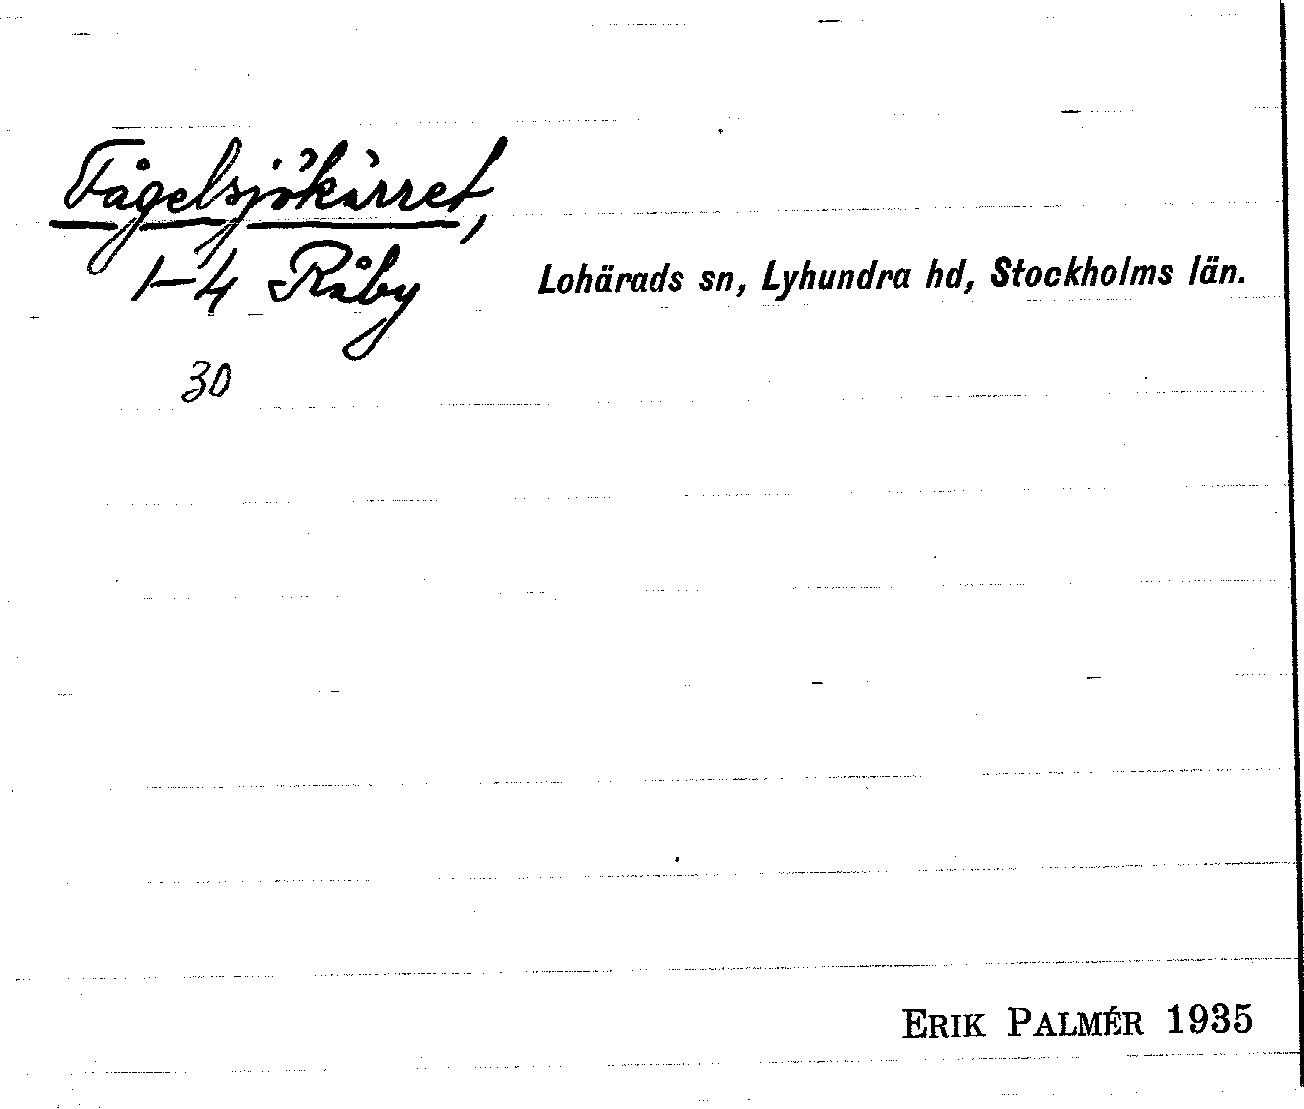 Fågelsjökärret,
1-4 Råby Lohärads sn, Lyhundra hd, Stockholms län.
30
ERIK PALMÉR 1935